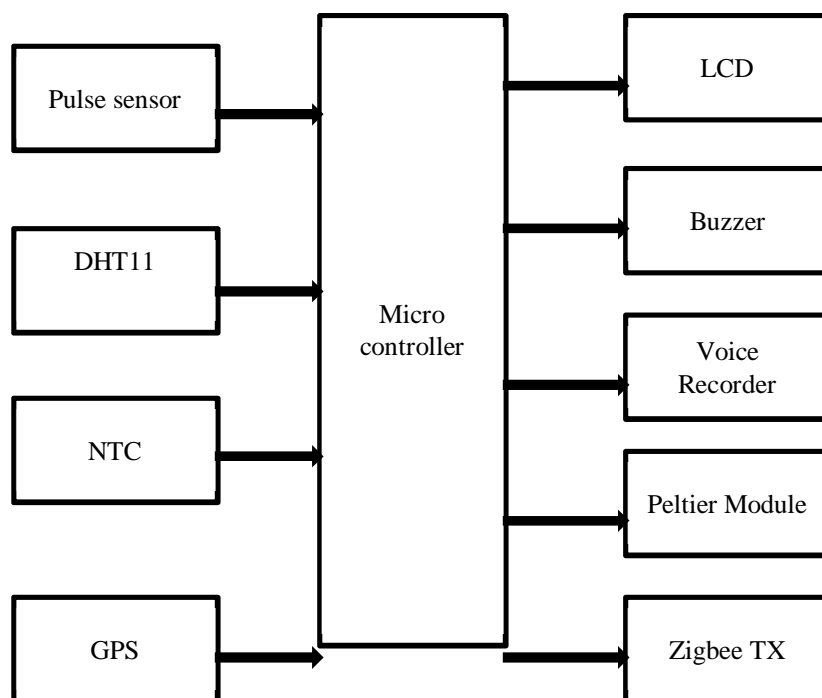 Pulse sensor
DHT11
NTC
GPS
Micro
controller
LCD
Buzzer
Voice
Recorder
Peltier Module
Zigbee TX